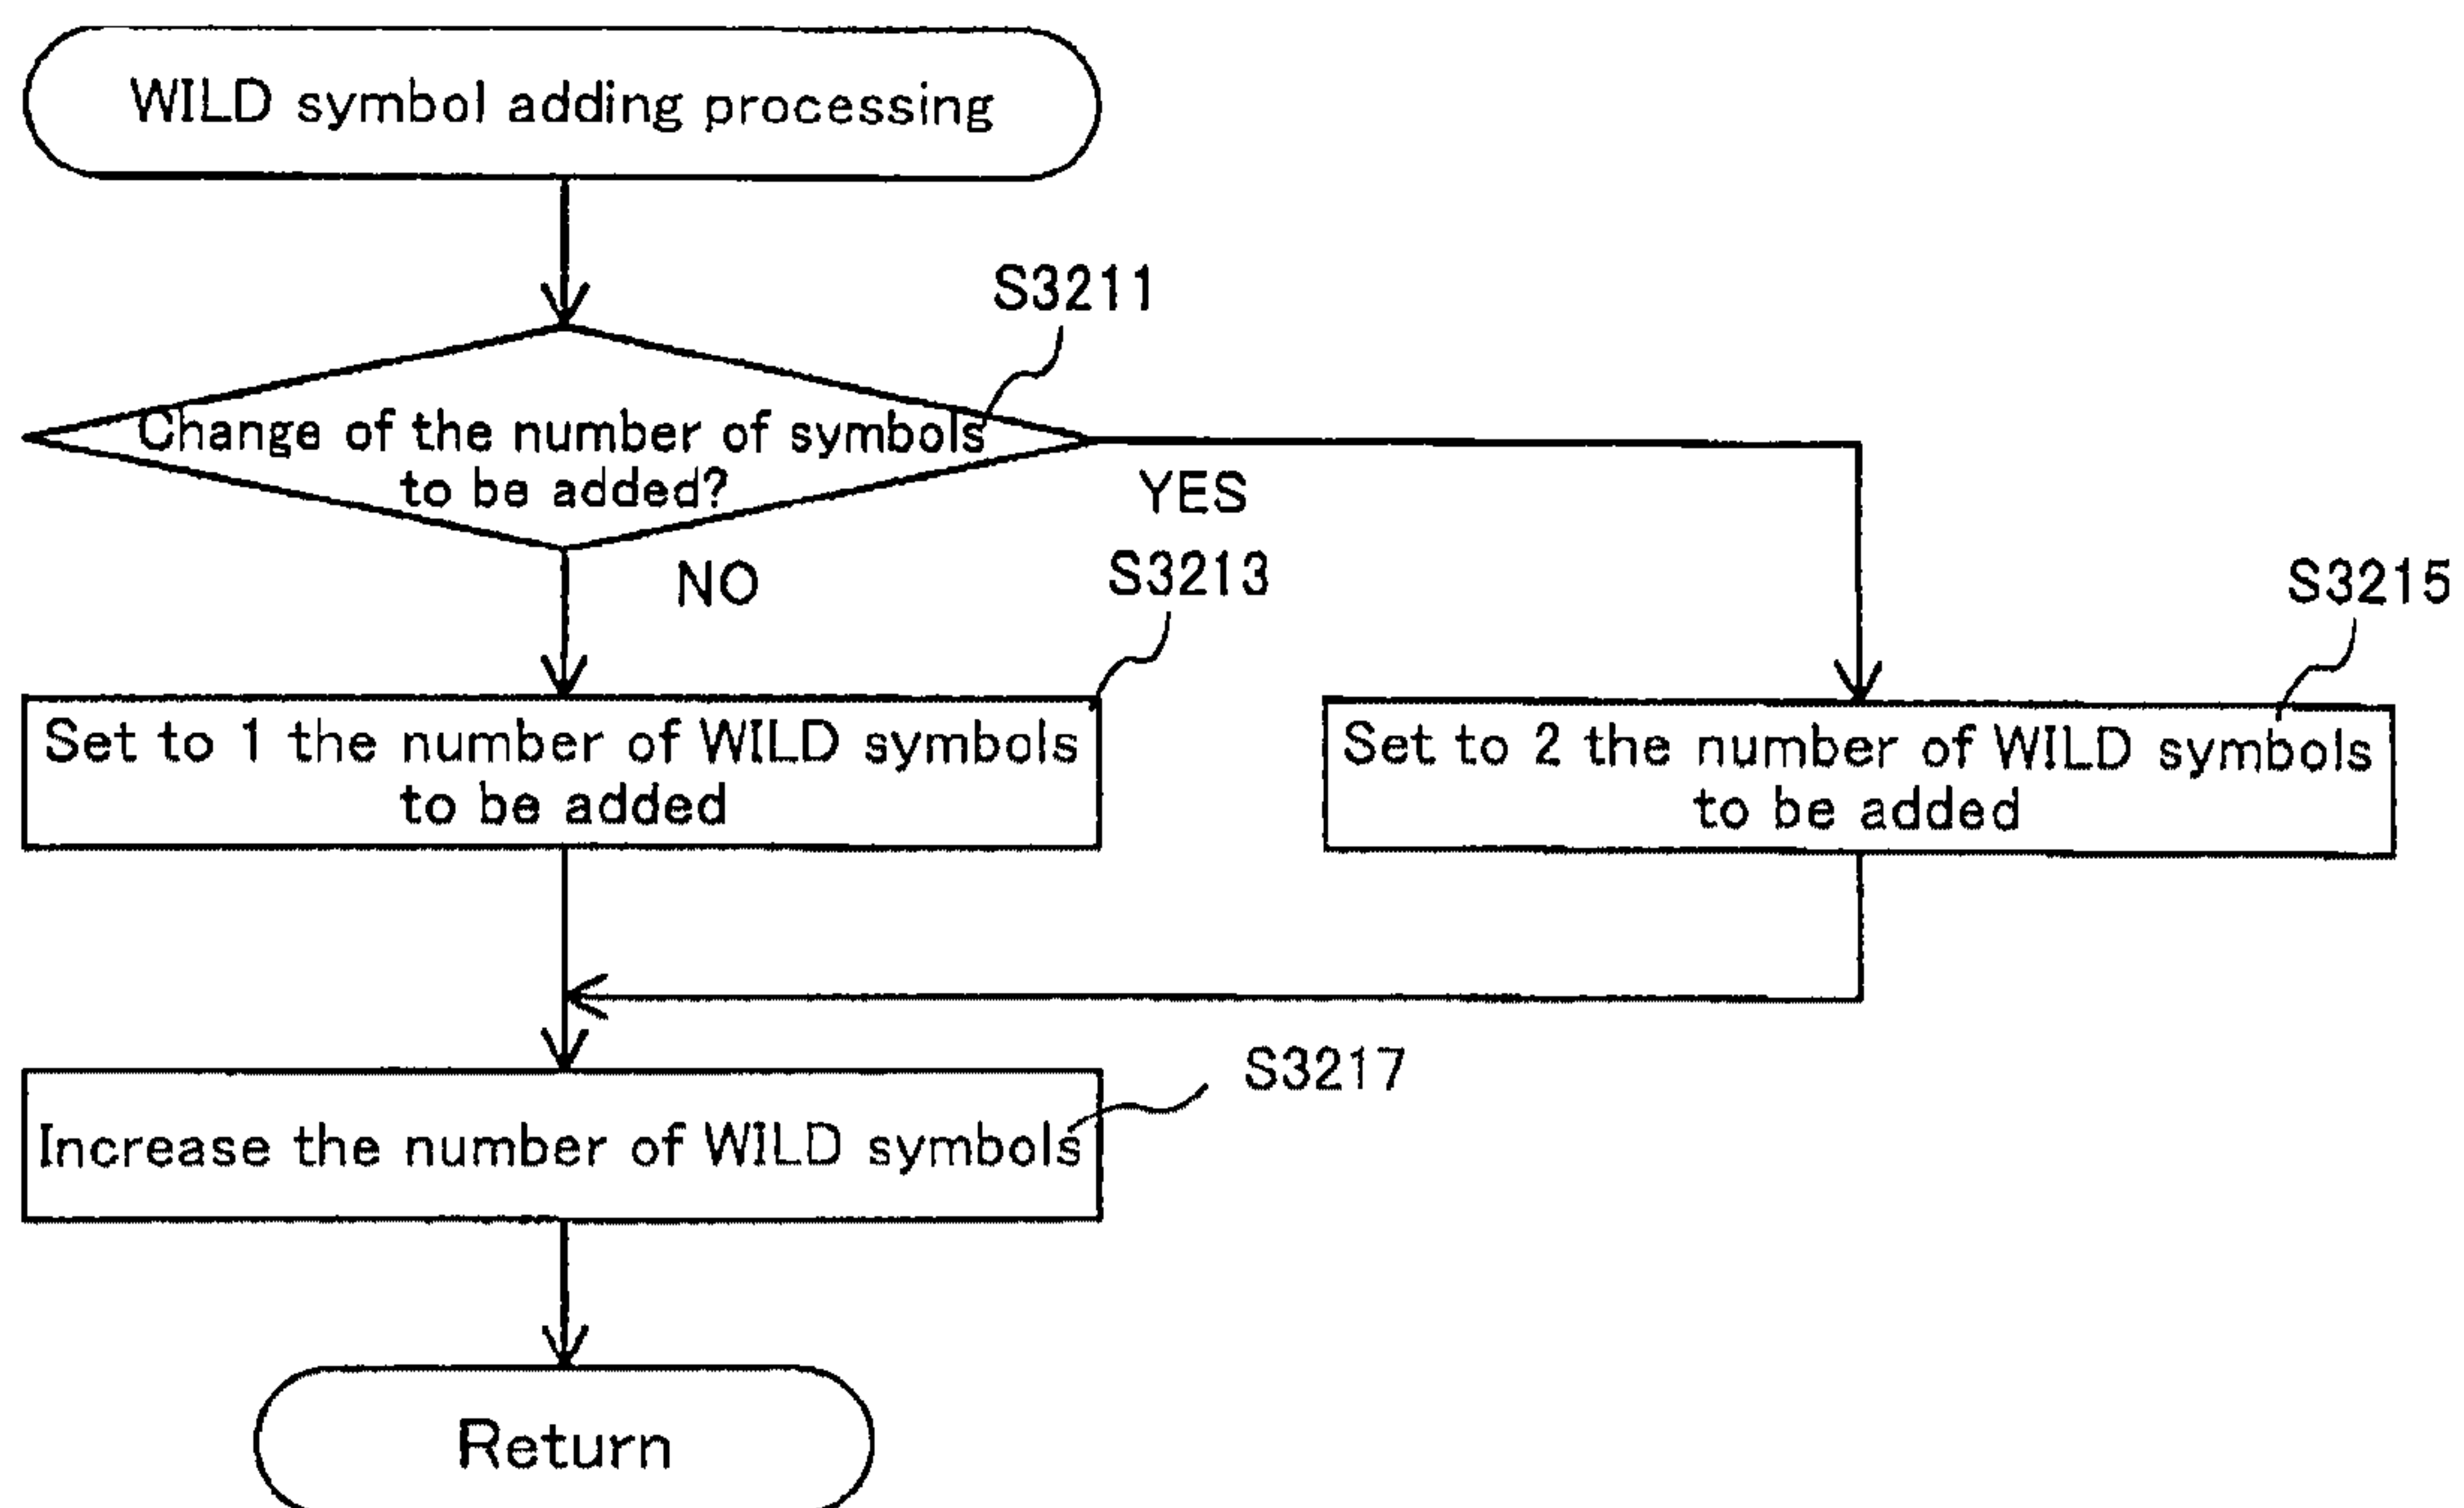 WILD symbol adding processing
S3211
Change of the number of symbols
to be added?
YES
NO
S3213
S3215
Set to 1 the number of WILD symbols
to be added
Set to 2 the number of WILD symbols
to be added
S3217
Increase the number of WILD symbols
Return